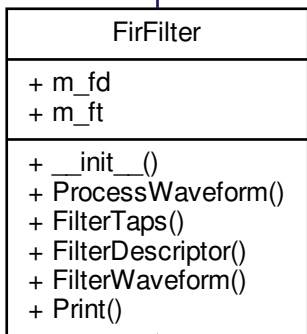 FirFilter
+ m_fd
+ m_ft
+ __init__()
+ ProcessWaveform()
+ FilterTaps()
+ FilterDescriptor()
+ FilterWaveform()
+ Print()